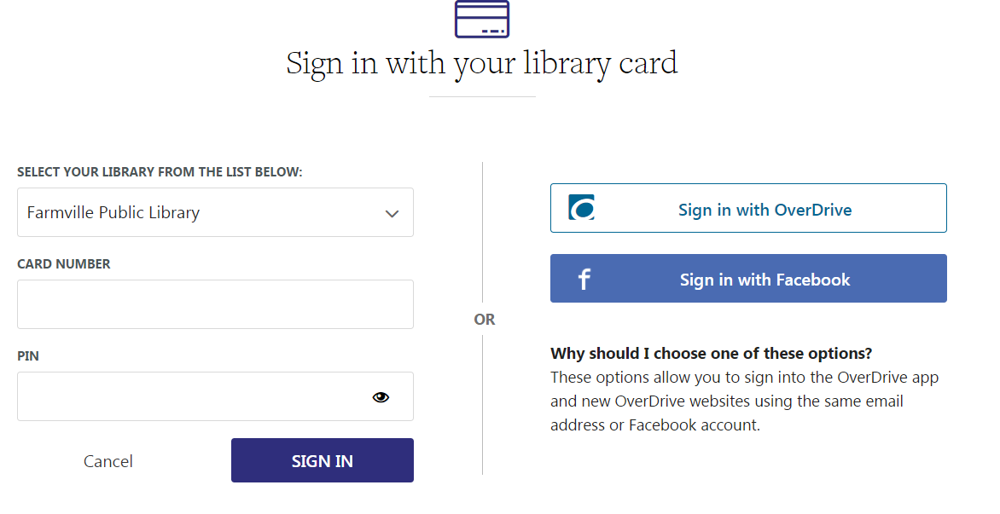 Sign in with your library card
SELECT YOUR LIBRARY FROM THE LIST BELOW:
Farmville Public Library
CARD NUMBER
PIN
Cancel
SIGN IN
OR
Sign in with OverDrive
f
Sign in with Facebook
Why should I choose one of these options?
These options allow you to sign into the OverDrive app
and new OverDrive websites using the same email
address or Facebook account.